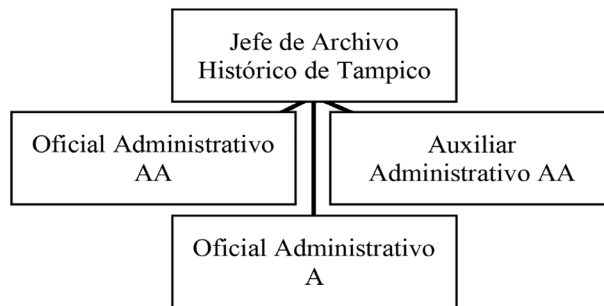 Jefe de Archivo
Histórico de Tampico
Oficial Administrativo
AA
Auxiliar
Administrativo AA
Oficial Administrativo
A